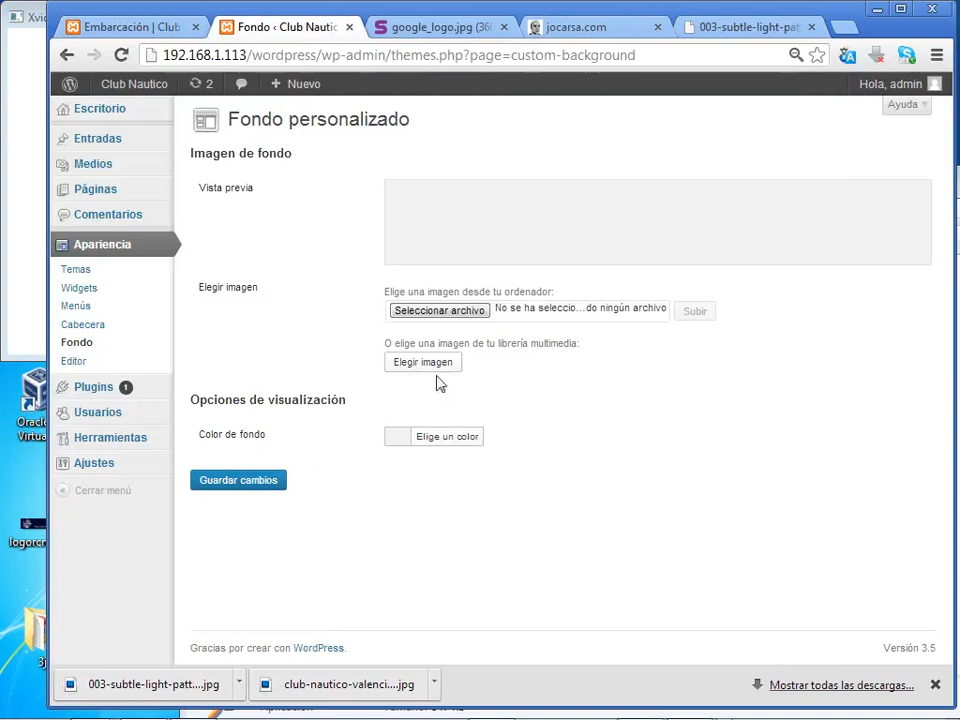 Xvi
Embarcación | Club
Fondo ‹ Club Nautic
google_logo.jpg (36
jocarsa.com
003-subtle-light-pat
192.168.1.113/wordpress/wp-admin/themes.php?page=custom-background
Club Nautico
2
Nuevo
Hola, admin
Escritorio
Fondo personalizado
Ayuda
Entradas
Imagen de fondo
Medios
Vista previa
Páginas
Comentarios
Apariencia
Temas
Widgets
Menús
Cabecera
Fondo
Editor
Elegir imagen
Elige una imagen desde tu ordenador:
Seleccionar archivo
No se ha seleccio...do ningún archivo
Subir
O elige una imagen de tu librería multimedia:
Elegir imagen
Plugins 1
Opciones de visualización
Usuarios
Color de fondo
Elige un color
Herramientas
Ajustes
Guardar cambios
Cerrar menú
Oracle
Virtua
logorcn
3j
Gracias por crear con WordPress.
Versión 3.5
003-subtle-light-patt....jpg
club-nautico-valenci....jpg
Mostrar todas las descargas...